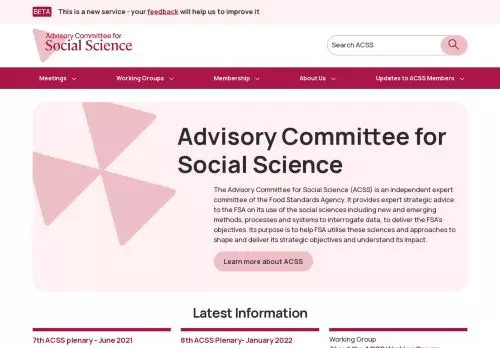 BETA This is a new service - your feedback will help us to improve it
Advisory Committee for
Social Science
Search ACSS
Meetings Working Groups Membership About Us Updates to ACSS Members
Advisory Committee for
Social Science
The Advisory Committee for Social Science (ACSS) is an independent expert
committee of the Food Standards Agency. It provides expert strategic advice
to the FSA on its use of the social sciences including new and emerging
methods, processes and systems to interrogate data, to deliver the FSA's
objectives. Its purpose is to help FSA utilise these sciences and approaches to
shape and deliver its strategic objectives and understand its impact.
Learn more about ACSS
Latest Information
7th ACSS plenary - June 2021 8th ACSS Plenary- January 2022 Working Group
About the ACSS Working Groups